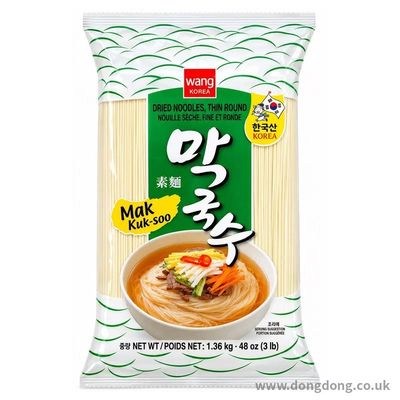 wang
KOREA
DRIED NOODLES, THIN ROUND
NOUILLE SÈCHE, FINE ET RONDE
한국산
KOREA
막국수
素麵
Mak
Kuk-soo
조리예
SERVING SUGGESTION
PORTION SUGGÉRÉE
중량 NET WT / POIDS NET: 1.36 kg · 48 oz (3 lb)
www.dongdong.co.uk